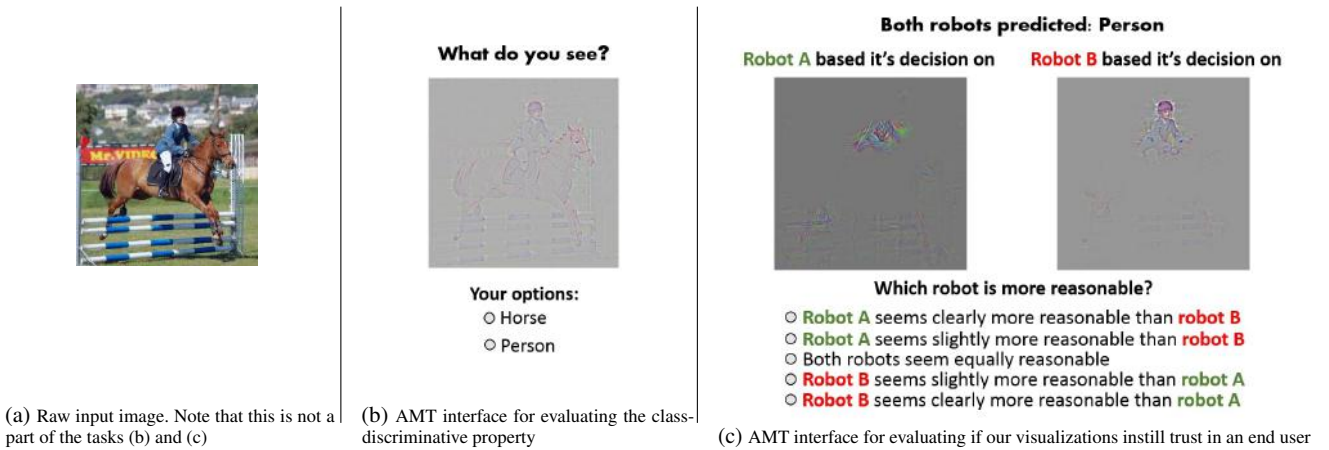 Mr.VIDEO
(a) Raw input image. Note that this is not a
part of the tasks (b) and (c)
What do you see?
Your options:
Horse
Person
(b) AMT interface for evaluating the class-
discriminative property
Both robots predicted: Person
Robot A based it's decision on
Robot B based it's decision on
Which robot is more reasonable?
Robot A seems clearly more reasonable than robot B
Robot A seems slightly more reasonable than robot B
Both robots seem equally reasonable
Robot B seems slightly more reasonable than robot A
Robot B seems clearly more reasonable than robot A
(c) AMT interface for evaluating if our visualizations instill trust in an end user